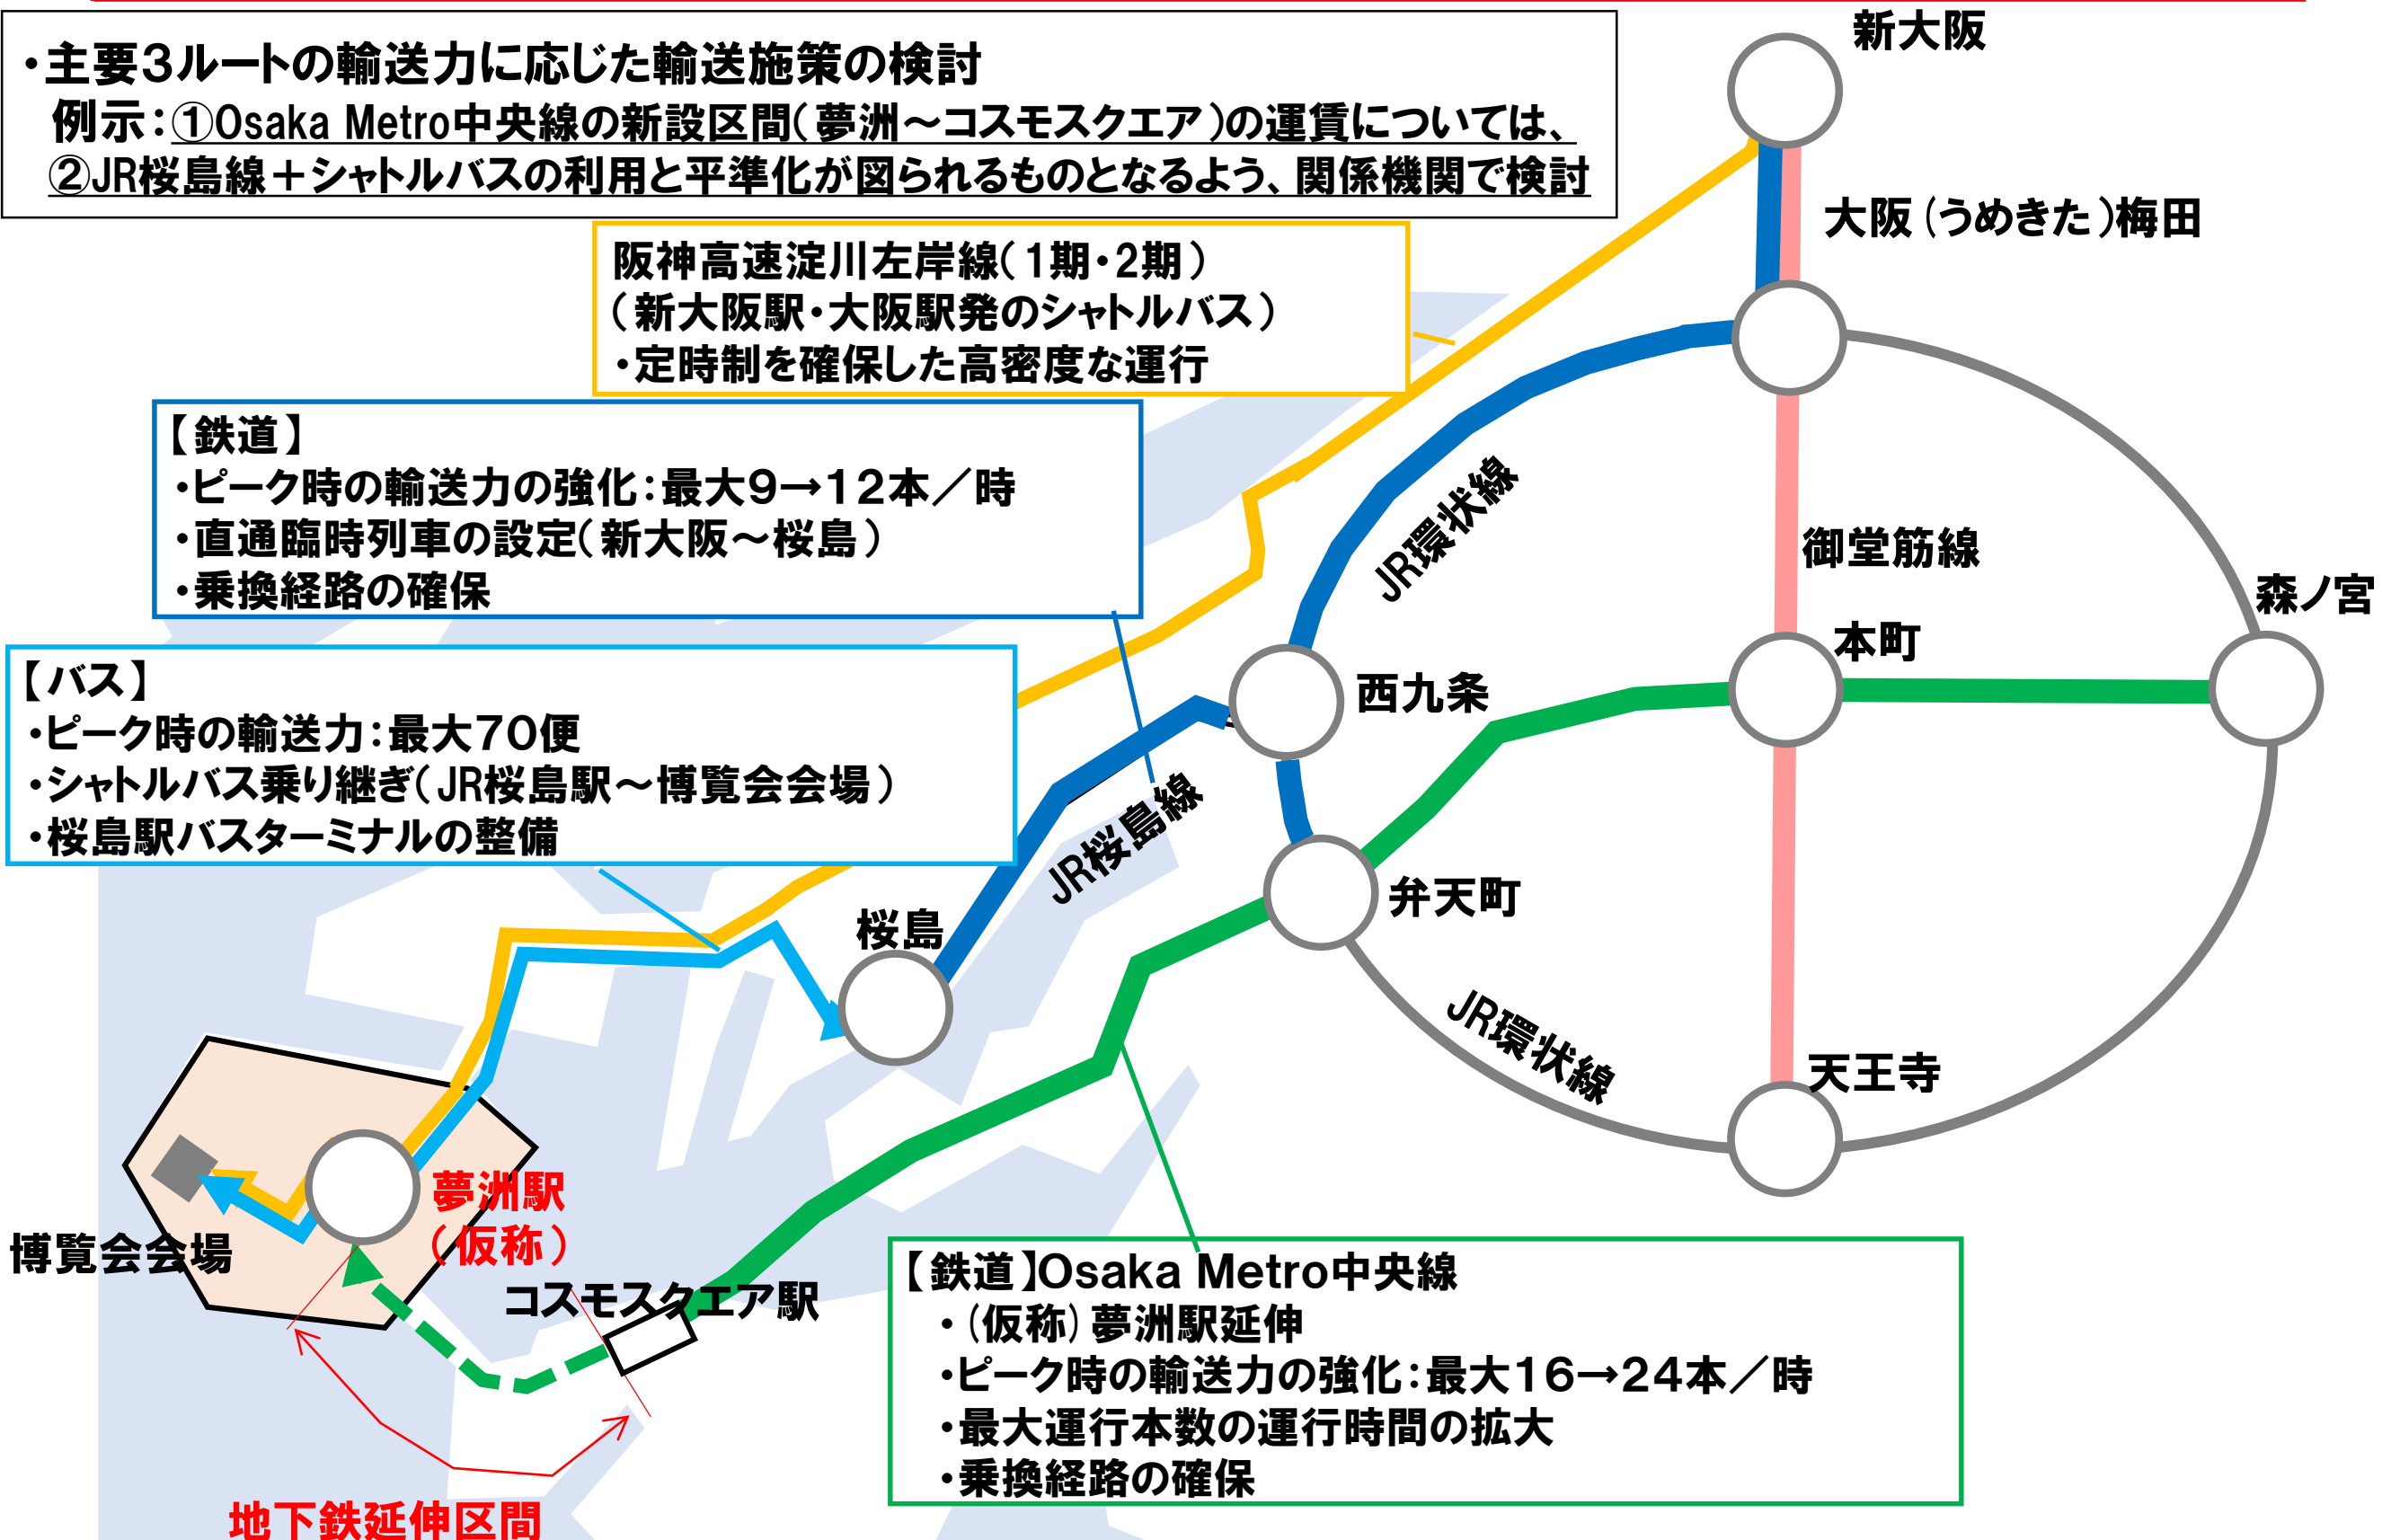 ・主要３ルートの輸送力に応じた輸送施策の検討
例示：①Osaka Metro中央線の新設区間（夢洲～コスモスクエア）の運賃については、
②JR桜島線＋シャトルバスの利用と平準化が図られるものとなるよう、関係機関で検討
新大阪
大阪（うめきた）梅田
阪神高速淀川左岸線（１期・２期）
（新大阪駅・大阪駅発のシャトルバス）
・定時制を確保した高密度な運行
【鉄道】
・ピーク時の輸送力の強化：最大９→１２本／時
・直通臨時列車の設定（新大阪～桜島）
・乗換経路の確保
JR環状線
御堂筋線
森ノ宮
本町
【バス】
・ピーク時の輸送力：最大７０便
・シャトルバス乗り継ぎ（JR桜島駅～博覧会会場）
・桜島駅バスターミナルの整備
西九条
JR桜島線
弁天町
桜島
JR環状線
天王寺
夢洲駅
（仮称）
博覧会会場
コスモスクエア駅
【鉄道】Osaka Metro中央線
・（仮称）夢洲駅延伸
・ピーク時の輸送力の強化：最大１６→２４本／時
・最大運行本数の運行時間の拡大
・乗換経路の確保
地下鉄延伸区間